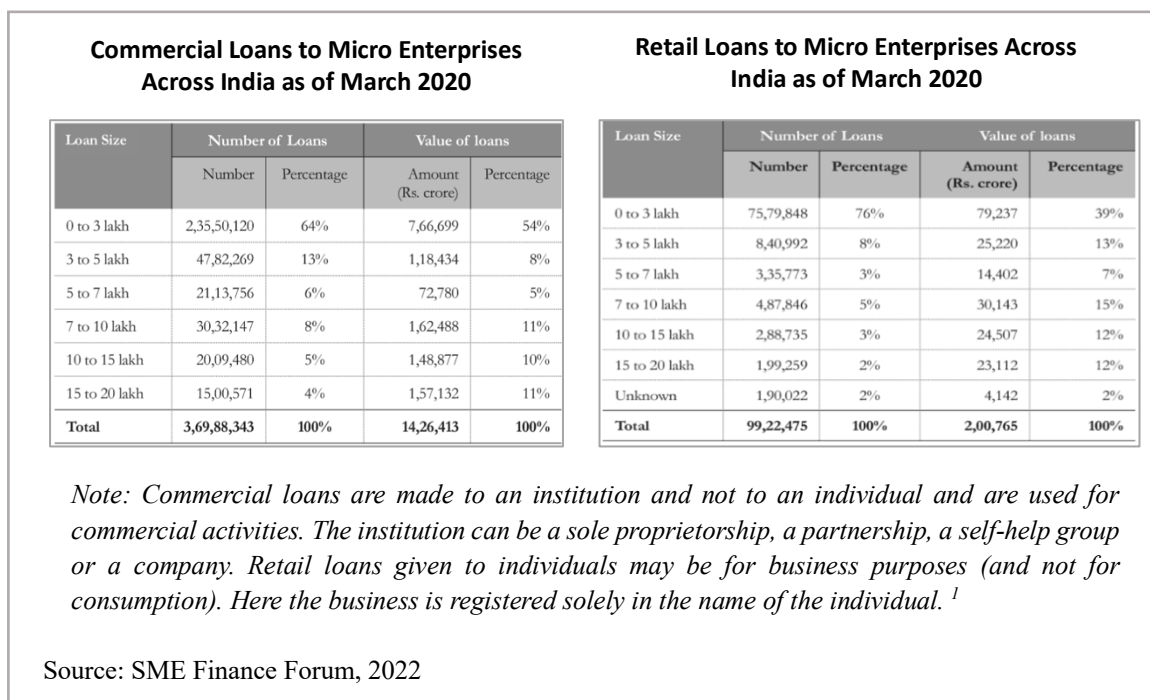 Commercial Loans to Micro Enterprises
Across India as of March 2020
Loan Size Number of Loans Value of loans
Number Percentage Amount Percentage
(Rs. crore)
0 to 3 lakh 2,35,50,120 64% 7,66,699 54%
3 to 5 lakh 47,82,269 13% 1,18,434 8%
5 to 7 lakh 21,13,756 6% 72,780 5%
7 to 10 lakh 30,32,147 8% 1,62,488 11%
10 to 15 lakh 20,09,480 5% 1,48,877 10%
15 to 20 lakh 15,00,571 4% 1,57,132 11%
Total 3,69,88,343 100% 14,26,413 100%
Retail Loans to Micro Enterprises Across
India as of March 2020
Loan Size Number of Loans Value of loans
Number Percentage Amount Percentage
(Rs. crore)
0 to 3 lakh 75,79,848 76% 79,237 39%
3 to 5 lakh 8,40,992 8% 25,220 13%
5 to 7 lakh 3,35,773 3% 14,402 7%
7 to 10 lakh 4,87,846 5% 30,143 15%
10 to 15 lakh 2,88,735 3% 24,507 12%
15 to 20 lakh 1,99,259 2% 23,112 12%
Unknown 1,90,022 2% 4,142 2%
Total 99,22,475 100% 2,00,765 100%
Note: Commercial loans are made to an institution and not to an individual and are used for
commercial activities. The institution can be a sole proprietorship, a partnership, a self-help group
or a company. Retail loans given to individuals may be for business purposes (and not for
consumption). Here the business is registered solely in the name of the individual. 1
Source: SME Finance Forum, 2022